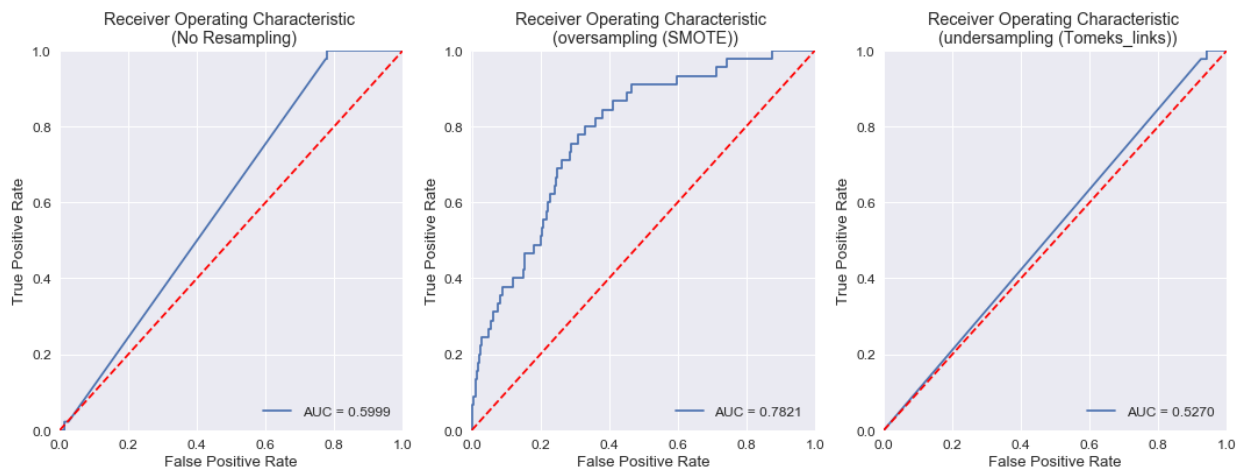 Receiver Operating Characteristic
(No Resampling)
1.0
0.8
0.6
0.4
0.2
0.0
True Positive Rate
AUC = 0.5999
0.0 0.2 0.4 0.6 0.8 1.0
False Positive Rate
Receiver Operating Characteristic
(oversampling (SMOTE))
1.0
0.8
0.6
0.4
0.2
0.0
True Positive Rate
AUC = 0.7821
0.0 0.2 0.4 0.6 0.8 1.0
False Positive Rate
Receiver Operating Characteristic
(undersampling (Tomeks_links))
1.0
0.8
0.6
0.4
0.2
0.0
True Positive Rate
AUC = 0.5270
0.0 0.2 0.4 0.6 0.8 1.0
False Positive Rate